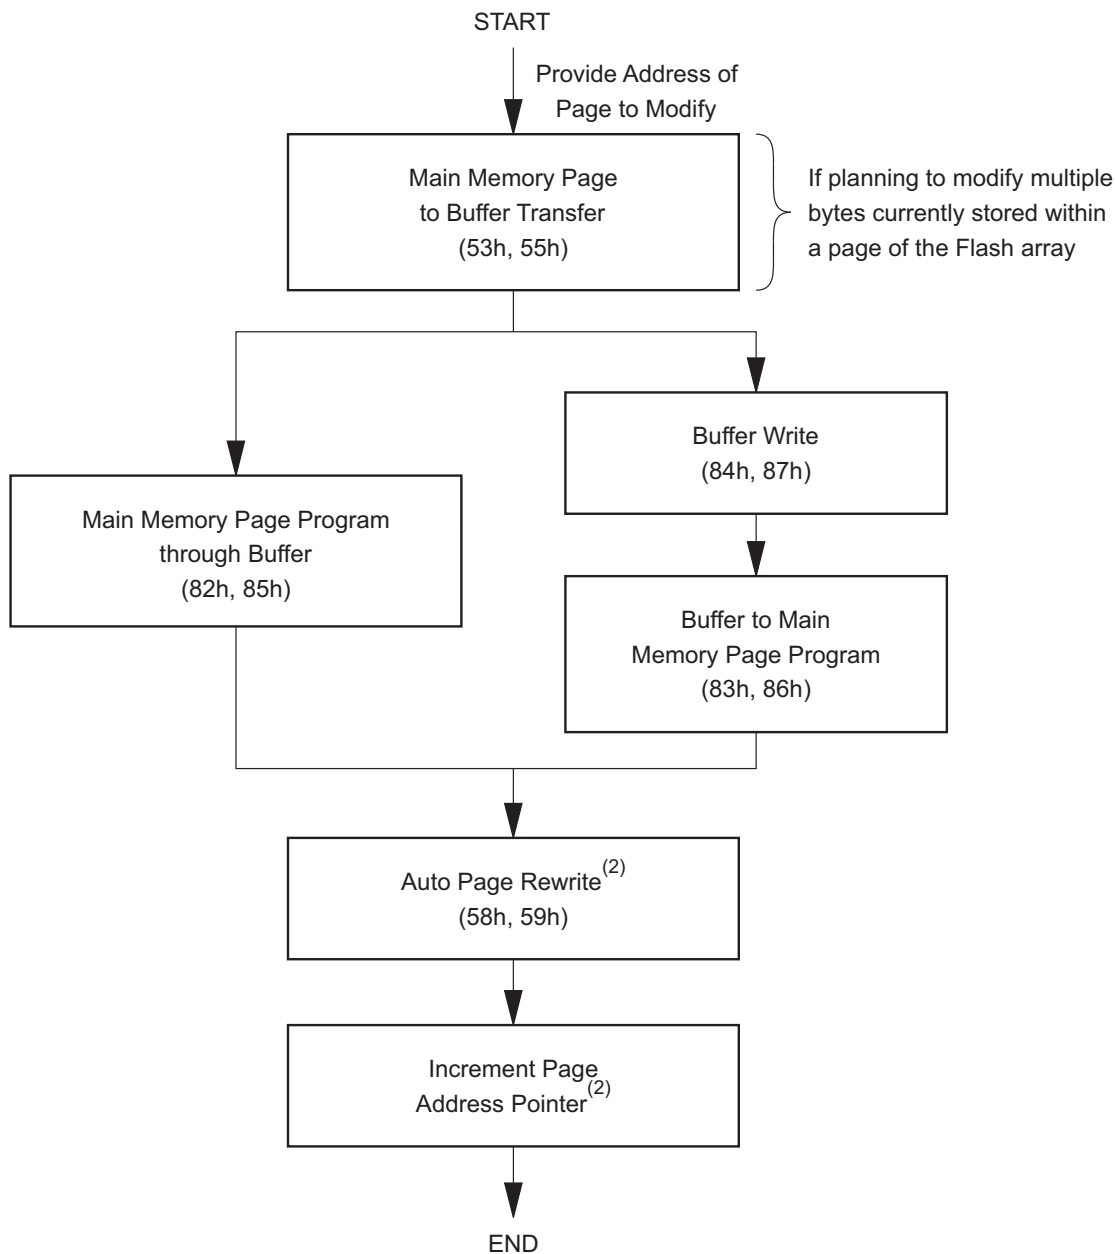 START
Provide Address of
Page to Modify
Main Memory Page
to Buffer Transfer
(53h, 55h)
If planning to modify multiple
bytes currently stored within
a page of the Flash array
Buffer Write
(84h, 87h)
Main Memory Page Program
through Buffer
(82h, 85h)
Buffer to Main
Memory Page Program
(83h, 86h)
Auto Page Rewrite(2)
(58h, 59h)
Increment Page
Address Pointer(2)
END